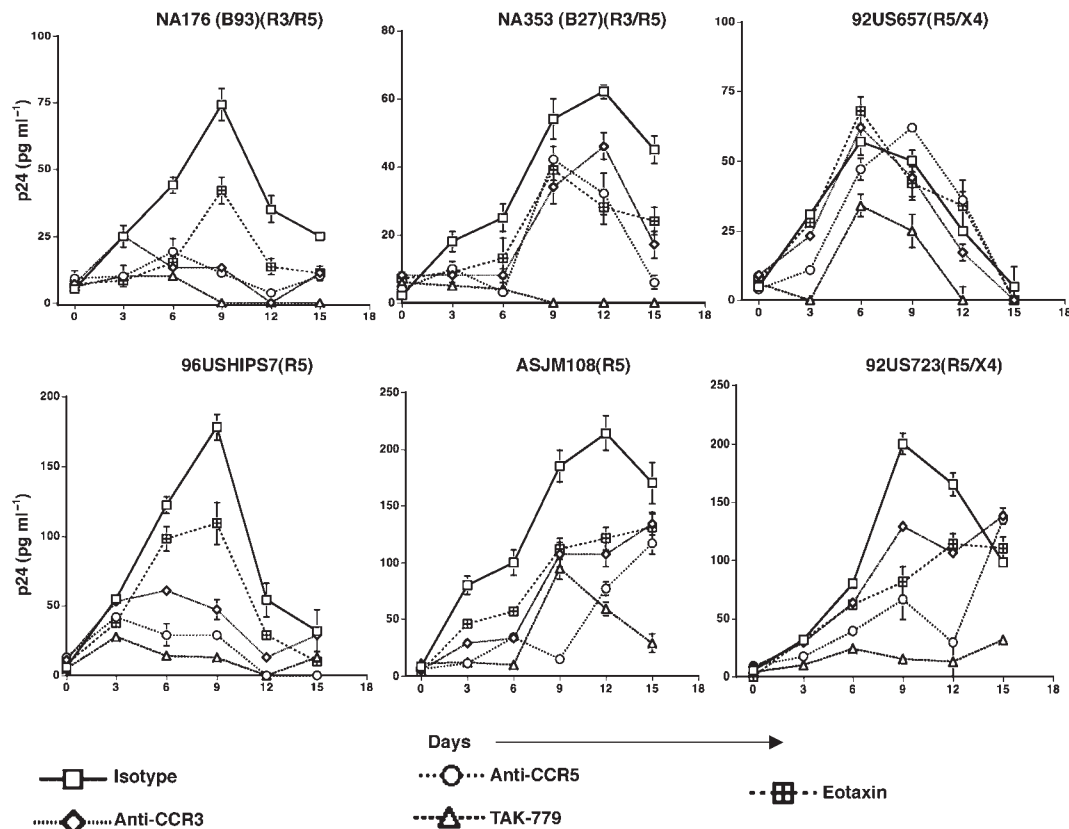 NA176 (B93)(R3/R5)
NA353 (B27)(R3/R5)
92US657(R5/X4)
p24 (pg ml⁻¹)
100
75
50
25
0
0 3 6 9 12 15 18
80
60
40
20
0
0 3 6 9 12 15 18
100
50
0
0 3 6 9 12 15 18
96USHIPS7(R5)
ASJM108(R5)
92US723(R5/X4)
p24 (pg ml⁻¹)
200
150
100
50
0
0 3 6 9 12 15 18
250
200
150
100
50
0
0 3 6 9 12 15 18
250
200
150
100
50
0
0 3 6 9 12 15 18
Days
Isotype
Anti-CCR5
Eotaxin
Anti-CCR3
TAK-779